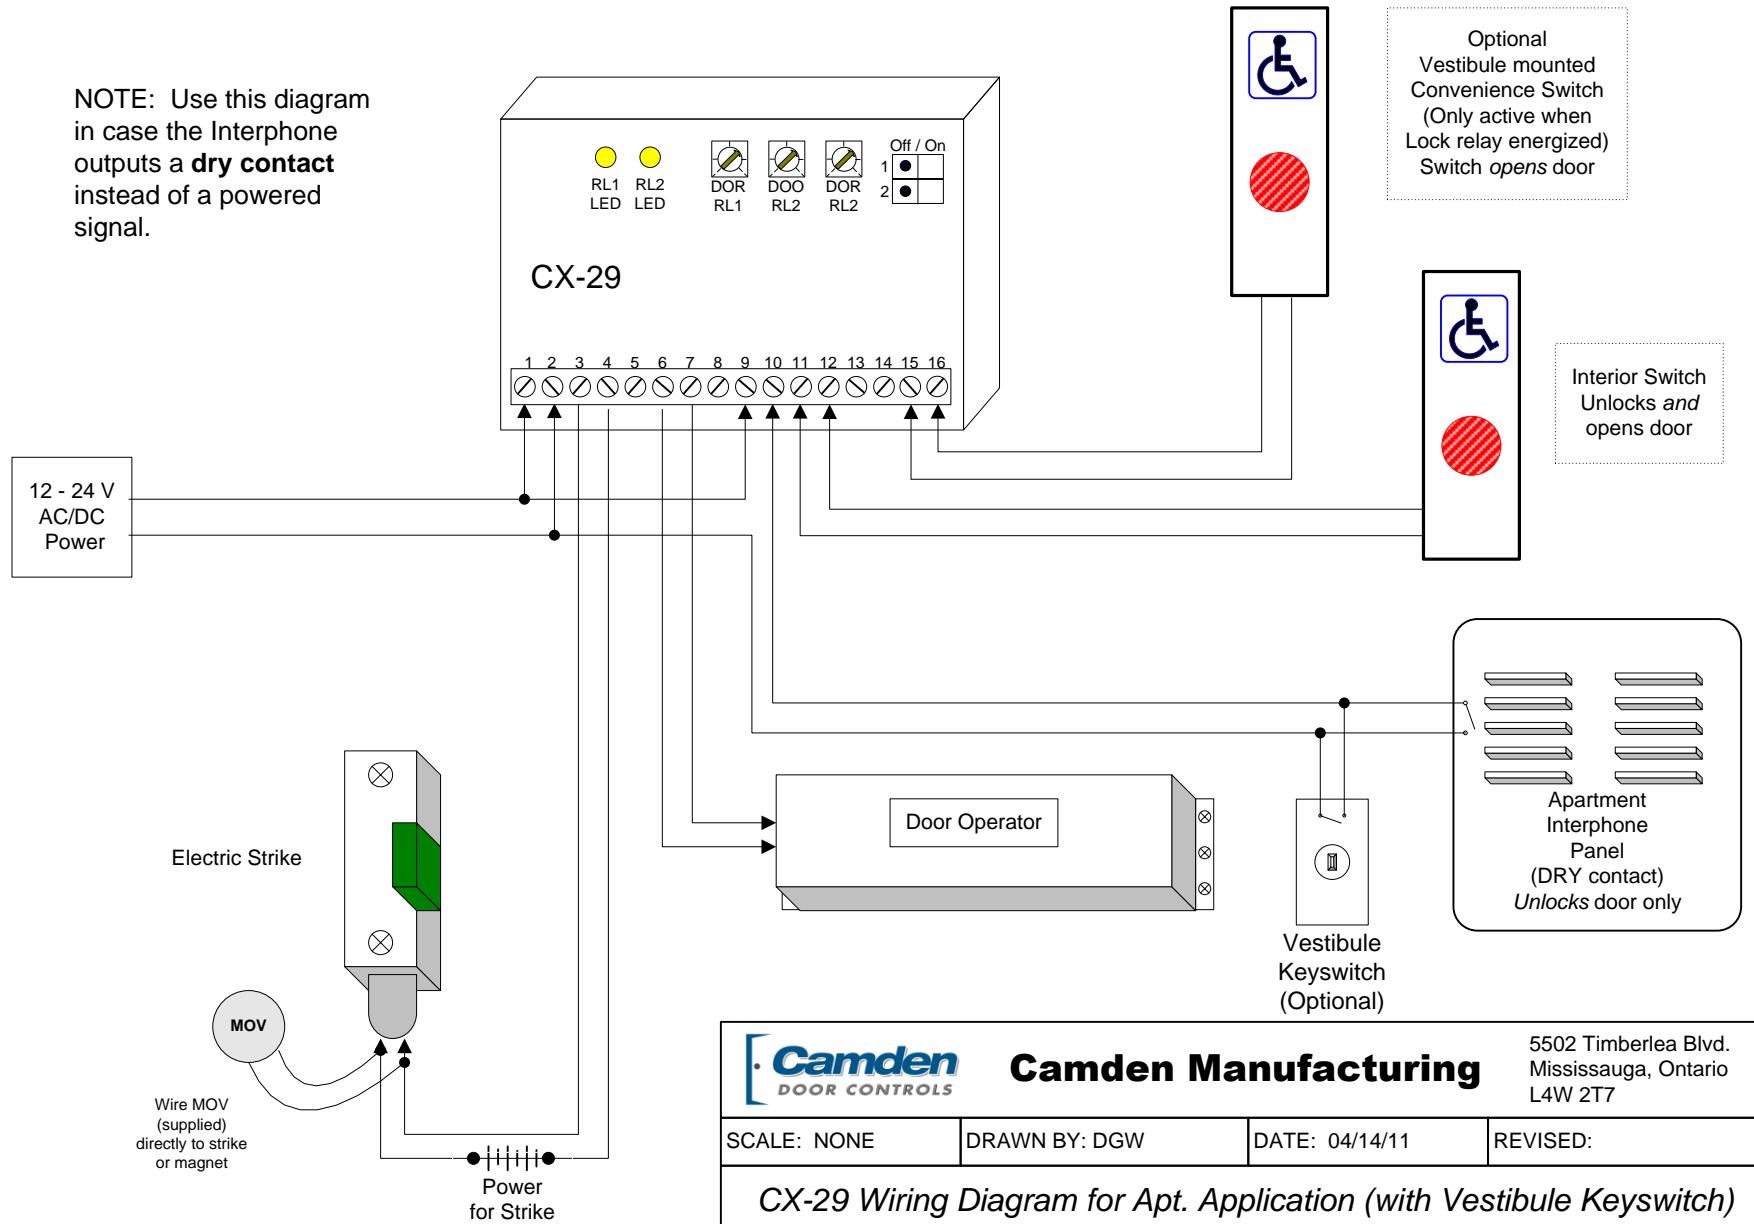 NOTE: Use this diagram
in case the Interphone
outputs a dry contact
instead of a powered
signal.
RL1
LED
RL2
LED
DOR
RL1
DOO
RL2
DOR
RL2
Off / On
1
2
CX-29
1 2 3 4 5 6 7 8 9 10 11 12 13 14 15 16
Optional
Vestibule mounted
Convenience Switch
(Only active when
Lock relay energized)
Switch opens door
Interior Switch
Unlocks and
opens door
12 - 24 V
AC/DC
Power
Electric Strike
MOV
Wire MOV
(supplied)
directly to strike
or magnet
Power
for Strike
Door Operator
Vestibule
Keyswitch
(Optional)
Apartment
Interphone
Panel
(DRY contact)
Unlocks door only
Camden
DOOR CONTROLS
Camden Manufacturing
5502 Timberlea Blvd.
Mississauga, Ontario
L4W 2T7
SCALE: NONE
DRAWN BY: DGW
DATE: 04/14/11
REVISED:
CX-29 Wiring Diagram for Apt. Application (with Vestibule Keyswitch)